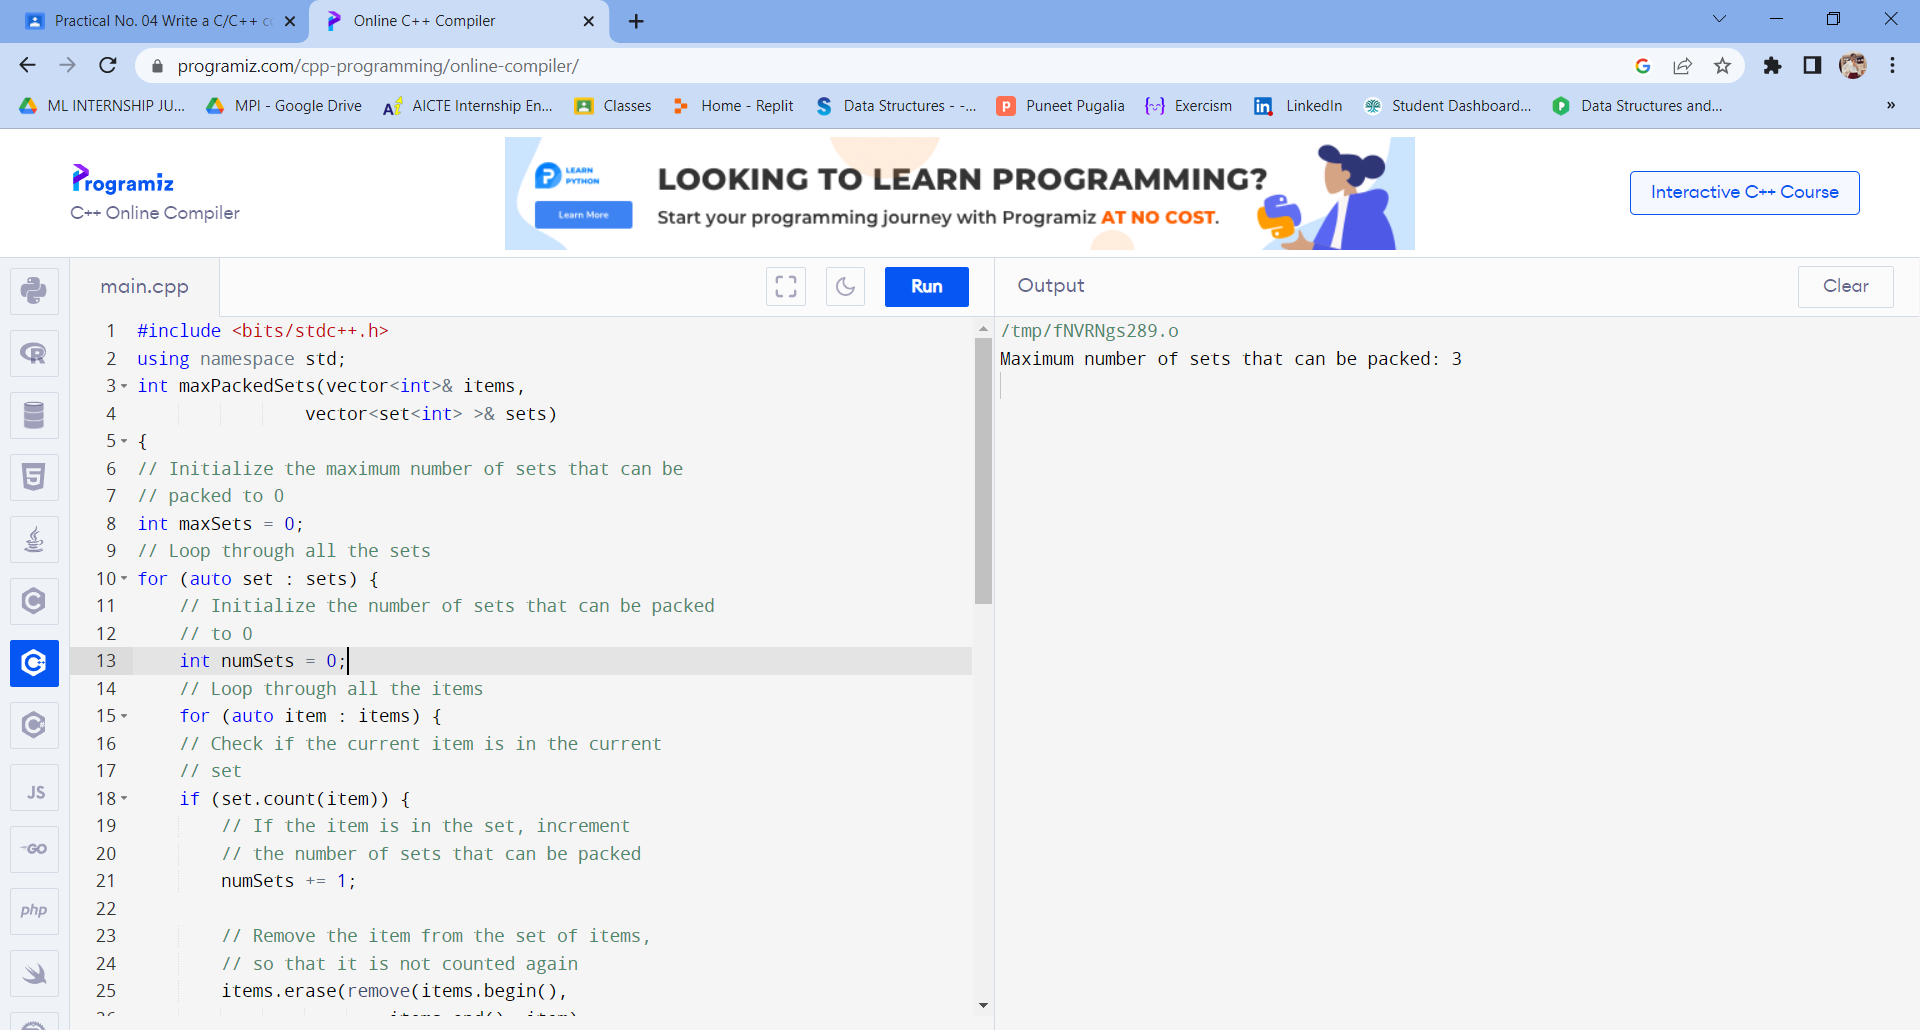 Practical No. 04 Write a C/C++ c
Online C++ Compiler
programiz.com/cpp-programming/online-compiler/
ML INTERNSHIP JU...
MPI - Google Drive
AICTE Internship En...
Classes
Home - Replit
Data Structures - -...
Puneet Pugalia
Exercism
LinkedIn
Student Dashboard...
Data Structures and...
»
Programiz
C++ Online Compiler
LEARN
PYTHON
Learn More
LOOKING TO LEARN PROGRAMMING?
Start your programming journey with Programiz AT NO COST.
Interactive C++ Course
main.cpp
Run
Output
Clear
1 #include <bits/stdc++.h>
2 using namespace std;
3 int maxPackedSets(vector<int>& items,
4 vector<set<int> >& sets)
5 {
6 // Initialize the maximum number of sets that can be
7 // packed to 0
8 int maxSets = 0;
9 // Loop through all the sets
10 for (auto set : sets) {
11 // Initialize the number of sets that can be packed
12 // to 0
13 int numSets = 0;
14 // Loop through all the items
15 for (auto item : items) {
16 // Check if the current item is in the current
17 // set
18 if (set.count(item)) {
19 // If the item is in the set, increment
20 // the number of sets that can be packed
21 numSets += 1;
22
23 // Remove the item from the set of items,
24 // so that it is not counted again
25 items.erase(remove(items.begin(),
/tmp/fNVRNgs289.o
Maximum number of sets that can be packed: 3
JS
GO
php